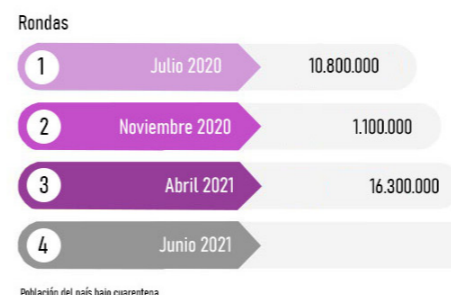 Rondas
1 Julio 2020 10.800.000
2 Noviembre 2020 1.100.000
3 Abril 2021 16.300.000
4 Junio 2021
Población del país bajo cuarentena